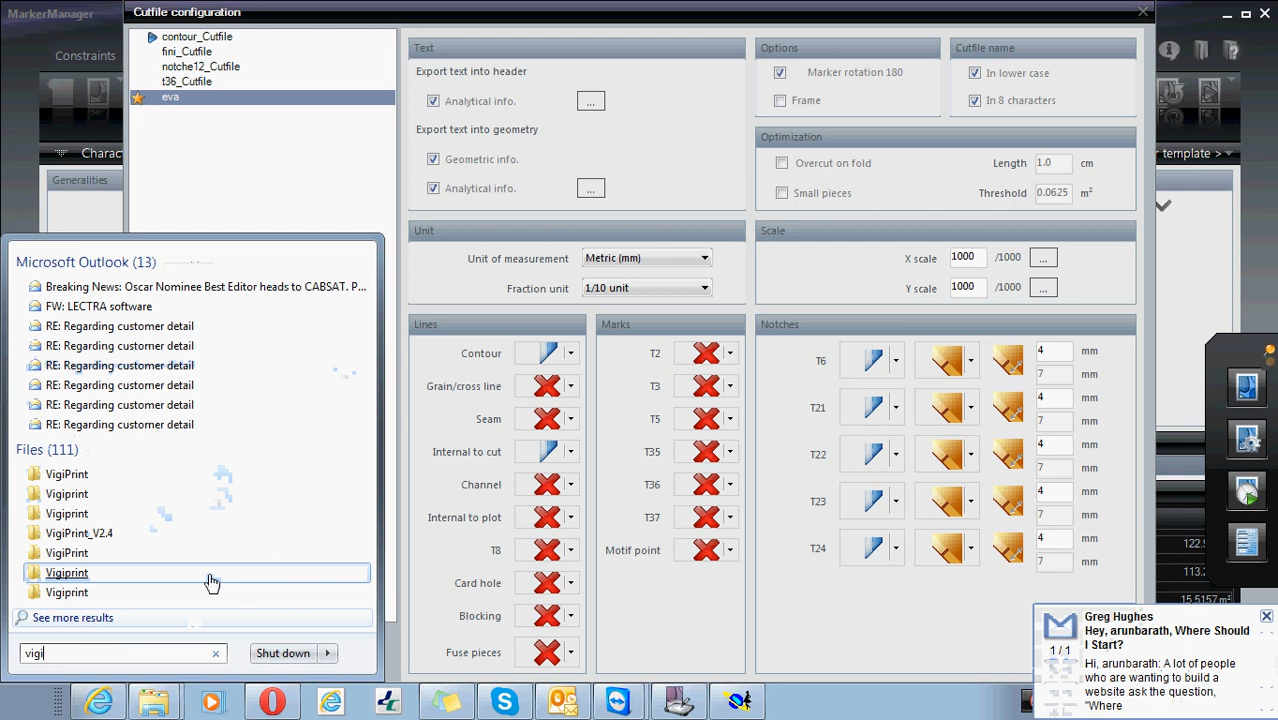 MarkerManager
Cutfile configuration
Constraints
contour_Cutfile
fini_Cutfile
notche12_Cutfile
t36_Cutfile
eva
Charac
Generalities
Text
Export text into header
Analytical info.
...
Export text into geometry
Geometric info.
Analytical info.
...
Options
Marker rotation 180
Frame
Cutfile name
In lower case
In 8 characters
Optimization
Overcut on fold
Length
1.0
cm
Small pieces
Threshold
0.0625
m²
template >
Unit
Unit of measurement
Metric (mm)
Fraction unit
1/10 unit
Scale
X scale
1000
/1000
...
Y scale
1000
/1000
...
Lines
Contour
Grain/cross line
Seam
Internal to cut
Channel
Internal to plot
T8
Card hole
Blocking
Fuse pieces
Marks
T2
T3
T5
T35
T36
T37
Motif point
Notches
T6
4
mm
7
mm
T21
4
mm
7
mm
T22
4
mm
7
mm
T23
4
mm
7
mm
T24
4
mm
7
mm
122.
113.
15.5157 m²
Microsoft Outlook (13)
Breaking News: Oscar Nominee Best Editor heads to CABSAT. P...
FW: LECTRA software
RE: Regarding customer detail
RE: Regarding customer detail
RE: Regarding customer detail
RE: Regarding customer detail
RE: Regarding customer detail
RE: Regarding customer detail
Files (111)
VigiPrint
Vigiprint
Vigiprint
VigiPrint_V2.4
VigiPrint
Vigiprint
Vigiprint
See more results
vigi
Shut down
Greg Hughes
Hey, arunbarath, Where Should
I Start?
1 / 1
Hi, arunbarath: A lot of people
who are wanting to build a
website ask the question,
"Where